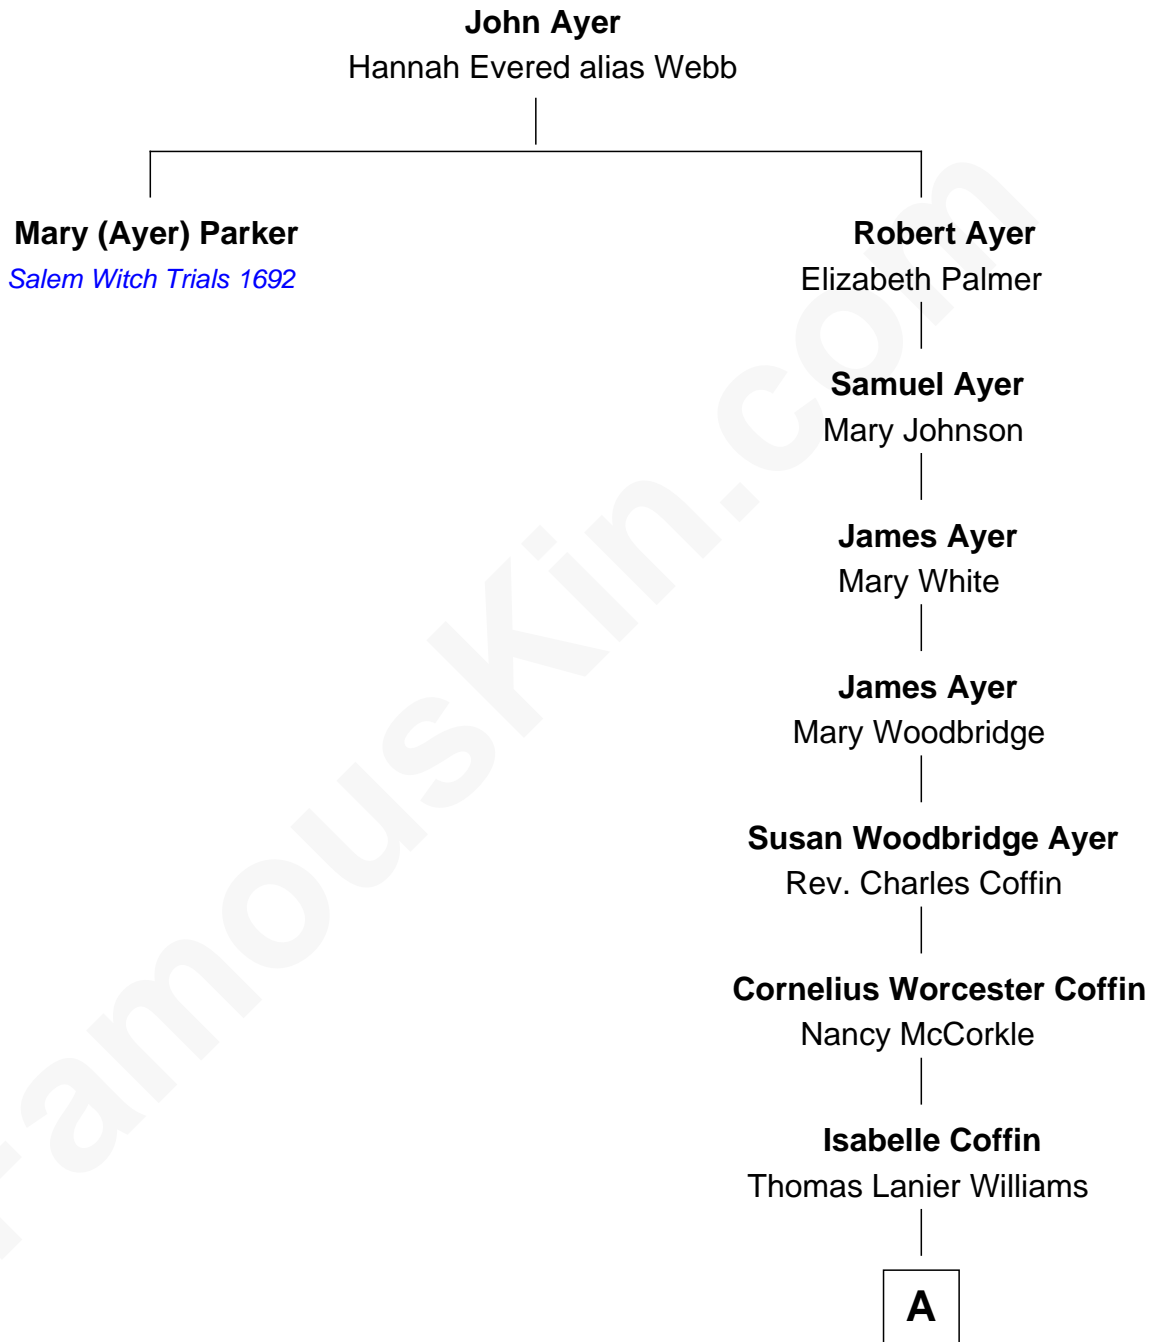 John Ayer
Hannah Evered alias Webb
Mary (Ayer) Parker
Salem Witch Trials 1692
Robert Ayer
Elizabeth Palmer
Samuel Ayer
Mary Johnson
James Ayer
Mary White
James Ayer
Mary Woodbridge
Susan Woodbridge Ayer
Rev. Charles Coffin
Cornelius Worcester Coffin
Nancy McCorkle
Isabelle Coffin
Thomas Lanier Williams
A
FamousKin.com